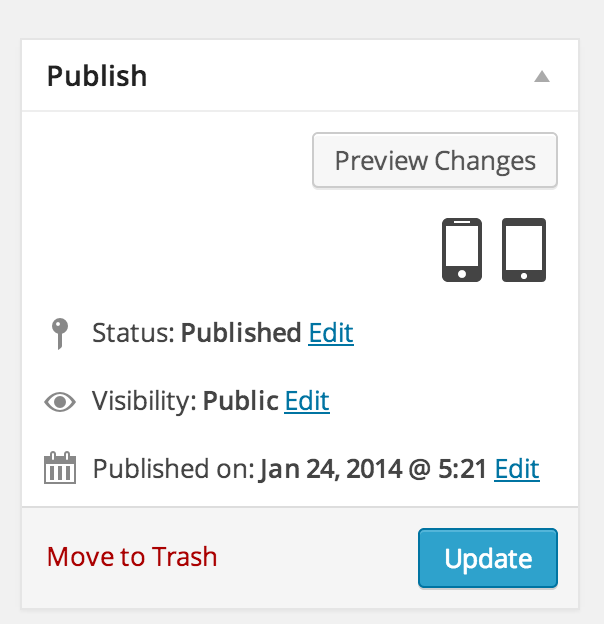 Publish
Preview Changes
Status: Published Edit
Visibility: Public Edit
Published on: Jan 24, 2014 @ 5:21 Edit
Move to Trash
Update